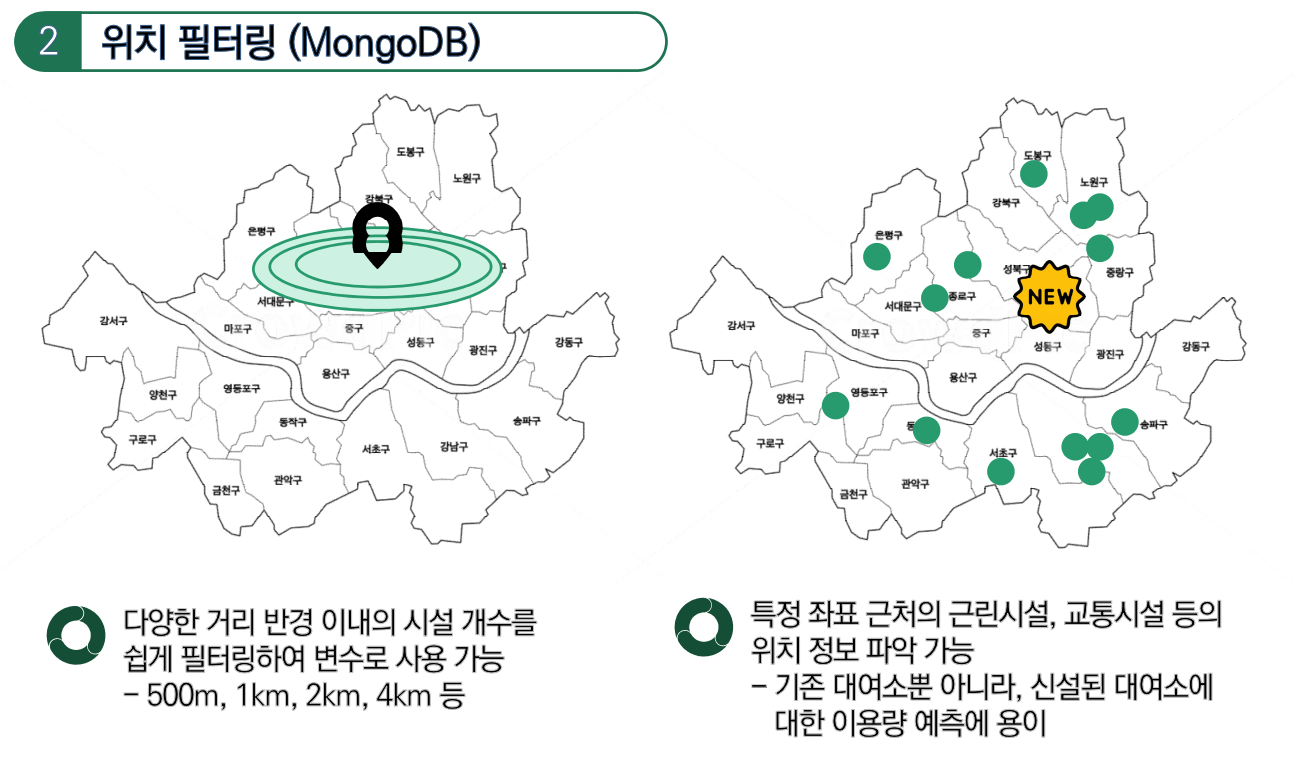 2 위치 필터링 (MongoDB)
도봉구
노원구
강북구
은평구
구
서대문구
강서구
마포구
중구
성동구
광진구
강동구
용산구
양천구
영등포구
동작구
송파구
구로구
서초구
강남구
금천구
관악구
도봉구
노원구
강북구
은평구
성북구
중랑구
NEW
서대문구
종로구
강서구
마포구
중구
성동구
광진구
강동구
용산구
양천구
영등포구
동
송파구
구로구
서초구
금천구
관악구
다양한 거리 반경 이내의 시설 개수를
쉽게 필터링하여 변수로 사용 가능
- 500m, 1km, 2km, 4km 등
특정 좌표 근처의 근린시설, 교통시설 등의
위치 정보 파악 가능
- 기존 대여소뿐 아니라, 신설된 대여소에
대한 이용량 예측에 용이